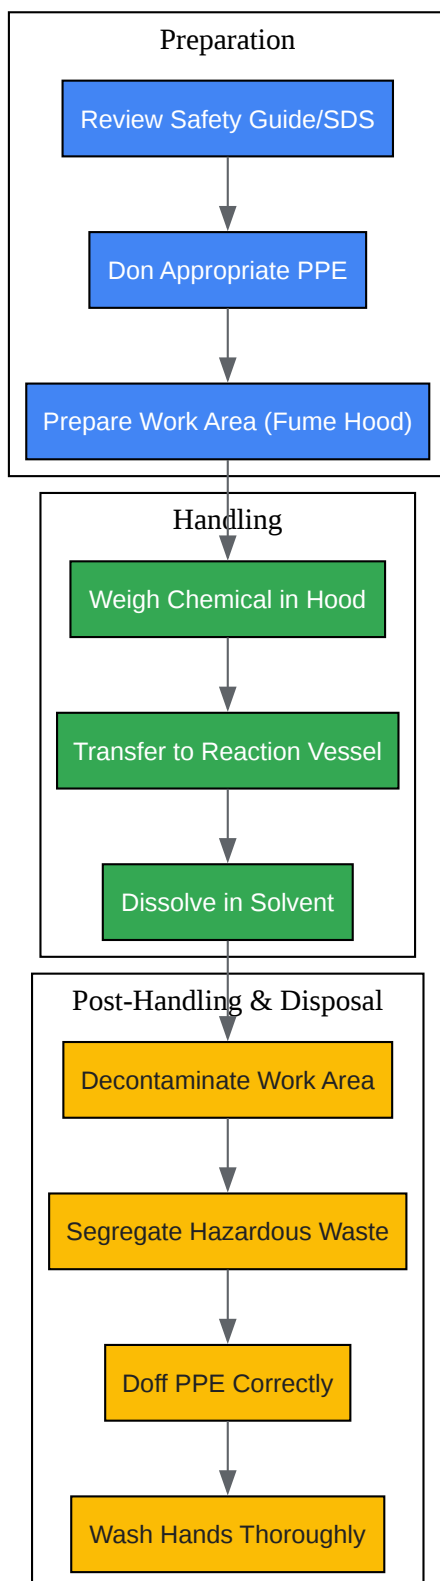 Preparation
Review Safety Guide/SDS
Don Appropriate PPE
Prepare Work Area (Fume Hood)
Handling
Weigh Chemical in Hood
Transfer to Reaction Vessel
Dissolve in Solvent
Post-Handling & Disposal
Decontaminate Work Area
Segregate Hazardous Waste
Doff PPE Correctly
Wash Hands Thoroughly